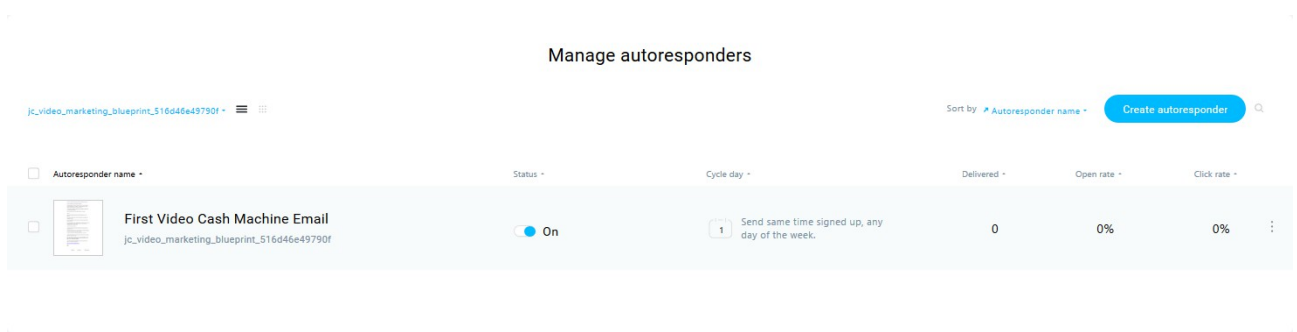 Manage autoresponders
jc_video_marketing_blueprint_516d46e49790f
Sort by Autoresponder name
Create autoresponder
Autoresponder name
Status
Cycle day
Delivered
Open rate
Click rate
First Video Cash Machine Email
jc_video_marketing_blueprint_516d46e49790f
On
1
Send same time signed up, any
day of the week.
0
0%
0%